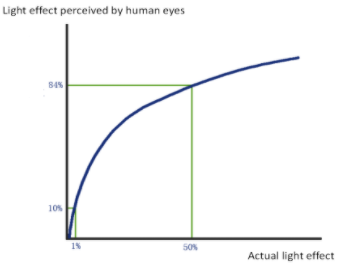 Light effect perceived by human eyes
84%
10%
1%
50%
Actual light effect